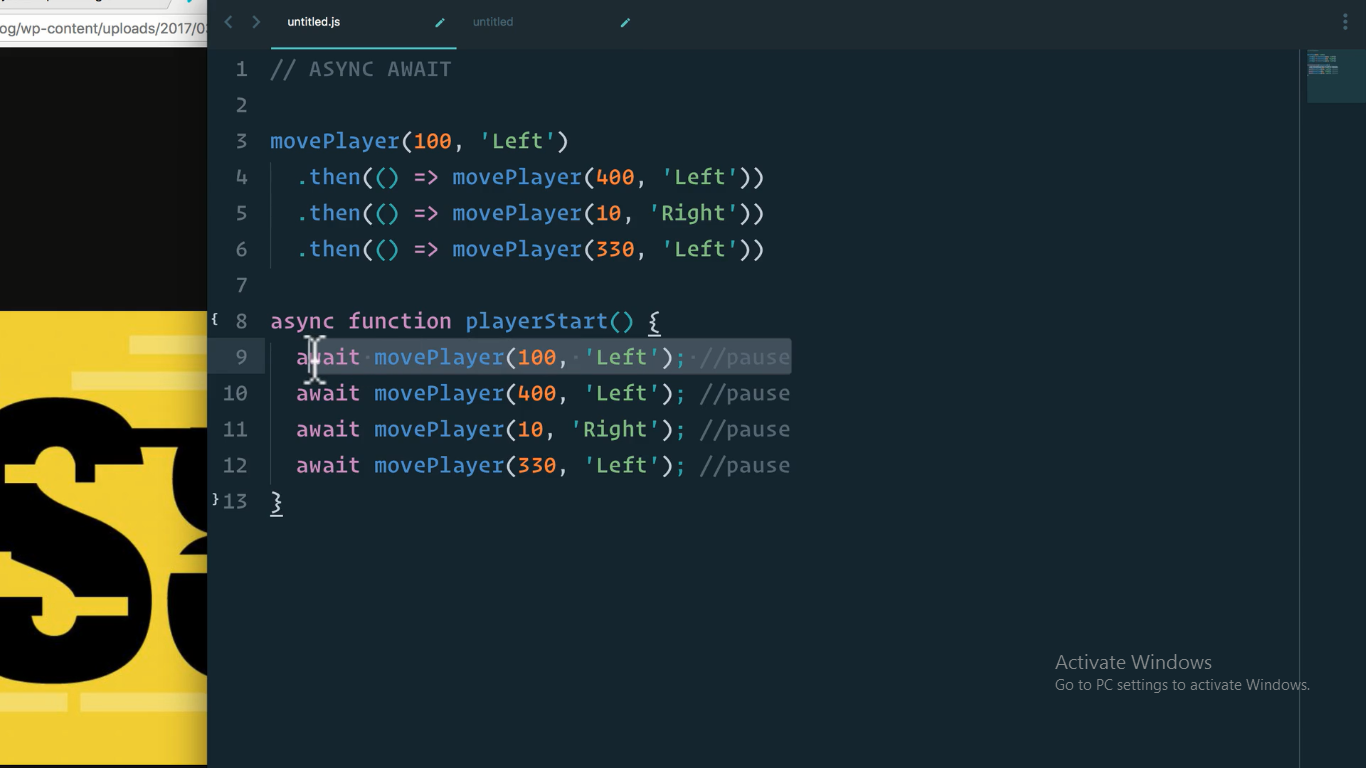 og/wp-content/uploads/2017/03
untitled.js
untitled
1 // ASYNC AWAIT
2
3 movePlayer(100, 'Left')
4 .then(() => movePlayer(400, 'Left'))
5 .then(() => movePlayer(10, 'Right'))
6 .then(() => movePlayer(330, 'Left'))
7
{ 8 async function playerStart() {
9 await movePlayer(100, 'Left'); //pause
10 await movePlayer(400, 'Left'); //pause
11 await movePlayer(10, 'Right'); //pause
12 await movePlayer(330, 'Left'); //pause
} 13 }
Activate Windows
Go to PC settings to activate Windows.